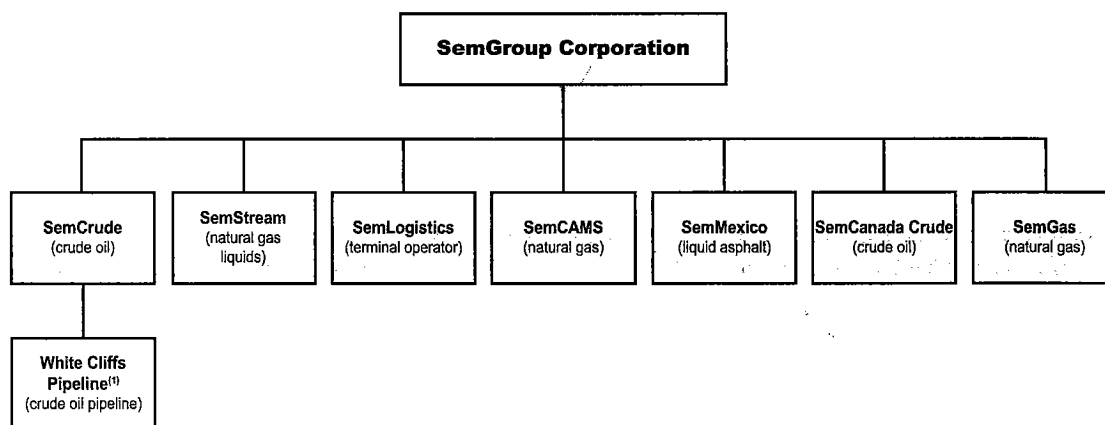 SemGroup Corporation
SemCrude
(crude oil)
SemStream
(natural gas
liquids)
SemLogistics
(terminal operator)
SemCAMS
(natural gas)
SemMexico
(liquid asphalt)
SemCanada Crude
(crude oil)
SemGas
(natural gas)
White Cliffs
Pipeline(1)
(crude oil pipeline)